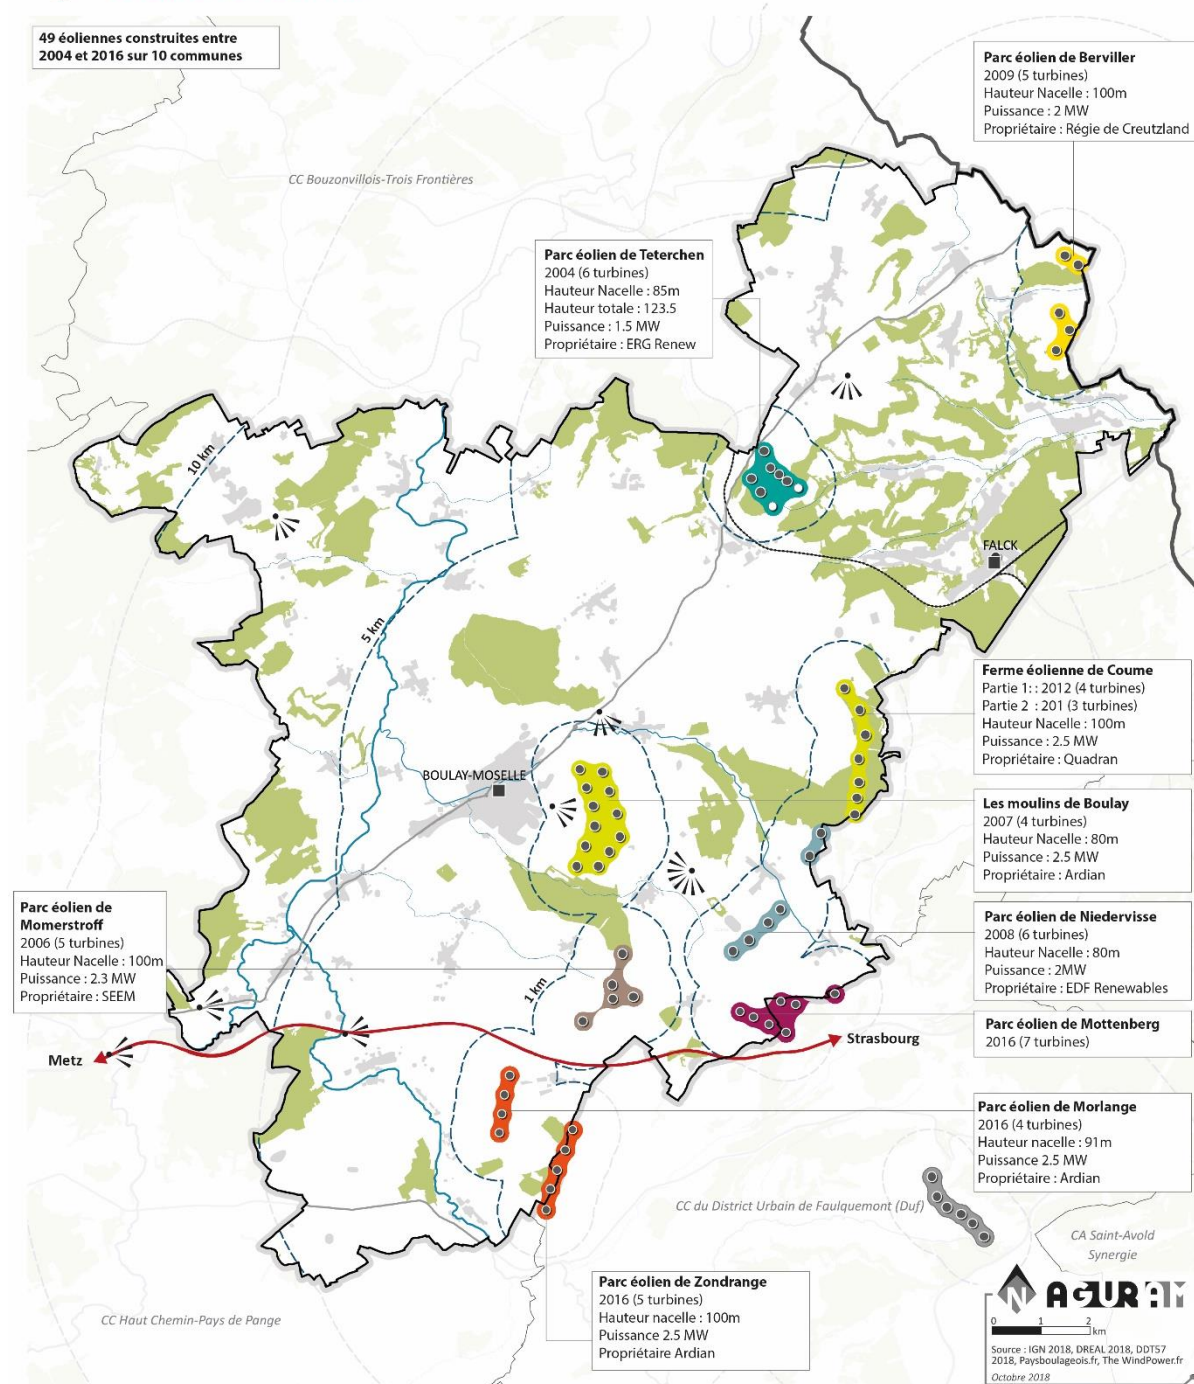 49 éoliennes construites entre
2004 et 2016 sur 10 communes
Parc éolien de Berviller
2009 (5 turbines)
Hauteur Nacelle : 100m
Puissance : 2 MW
Propriétaire : Régie de Creutzland
CC Bouzonvillois-Trois Frontières
Parc éolien de Teterchen
2004 (6 turbines)
Hauteur Nacelle : 85m
Hauteur totale : 123.5
Puissance : 1.5 MW
Propriétaire : ERG Renew
10 km
FALCK
5 km
Ferme éolienne de Coume
Partie 1: : 2012 (4 turbines)
Partie 2 : 201 (3 turbines)
Hauteur Nacelle : 100m
Puissance : 2.5 MW
Propriétaire : Quadran
BOULAY-MOSELLE
Les moulins de Boulay
2007 (4 turbines)
Hauteur Nacelle : 80m
Puissance : 2.5 MW
Propriétaire : Ardian
Parc éolien de
Momerstroff
2006 (5 turbines)
Hauteur Nacelle : 100m
Puissance : 2.3 MW
Propriétaire : SEEM
Parc éolien de Niedervisse
2008 (6 turbines)
Hauteur Nacelle : 80m
Puissance : 2MW
Propriétaire : EDF Renewables
1 km
Parc éolien de Mottenberg
2016 (7 turbines)
Metz
Strasbourg
Parc éolien de Morlange
2016 (4 turbines)
Hauteur nacelle : 91m
Puissance 2.5 MW
Propriétaire : Ardian
CC du District Urbain de Faulquemont (Duf)
CA Saint-Avold
Synergie
Parc éolien de Zondrange
2016 (5 turbines)
Hauteur nacelle : 100m
Puissance 2.5 MW
Propriétaire Ardian
CC Haut Chemin-Pays de Pange
N AGURAM
0 1 2
km
Source : IGN 2018, DREAL 2018, DDT57
2018, Paysboulageois.fr, The WindPower.fr
Octobre 2018